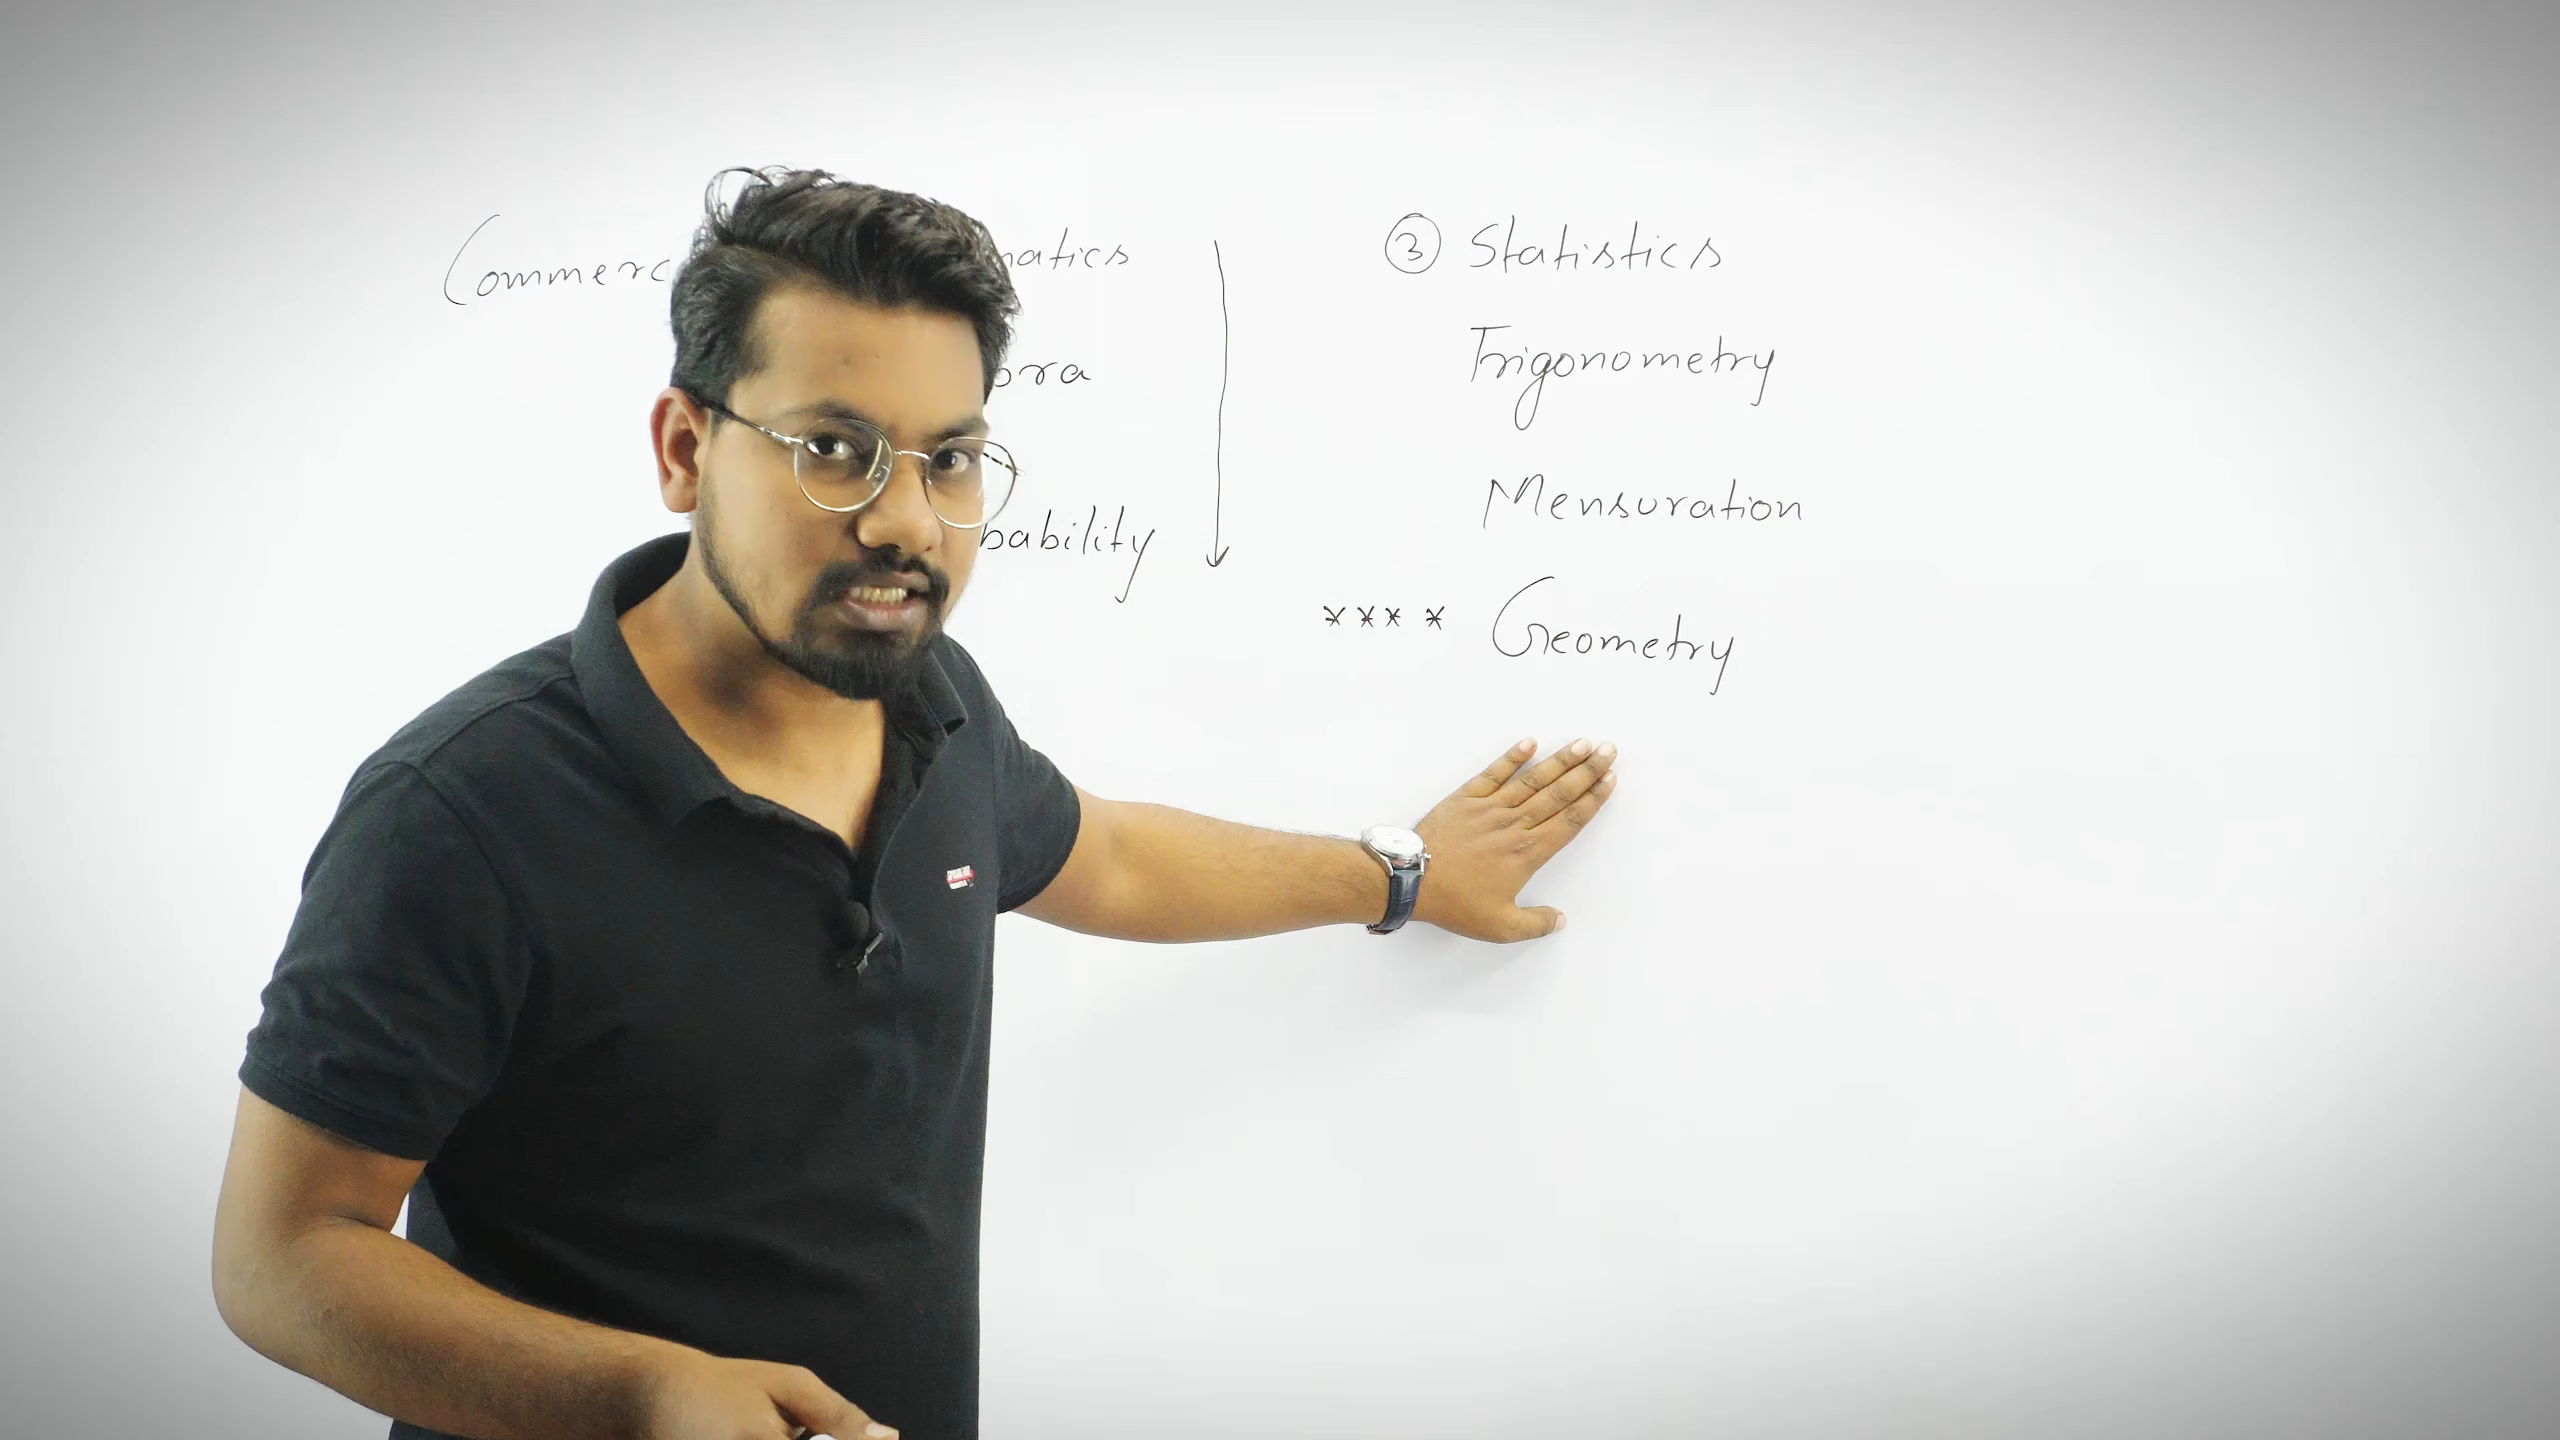 Commerc matics
bra
bability
③ Statistics
Trigonometry
Mensuration
**** Geometry